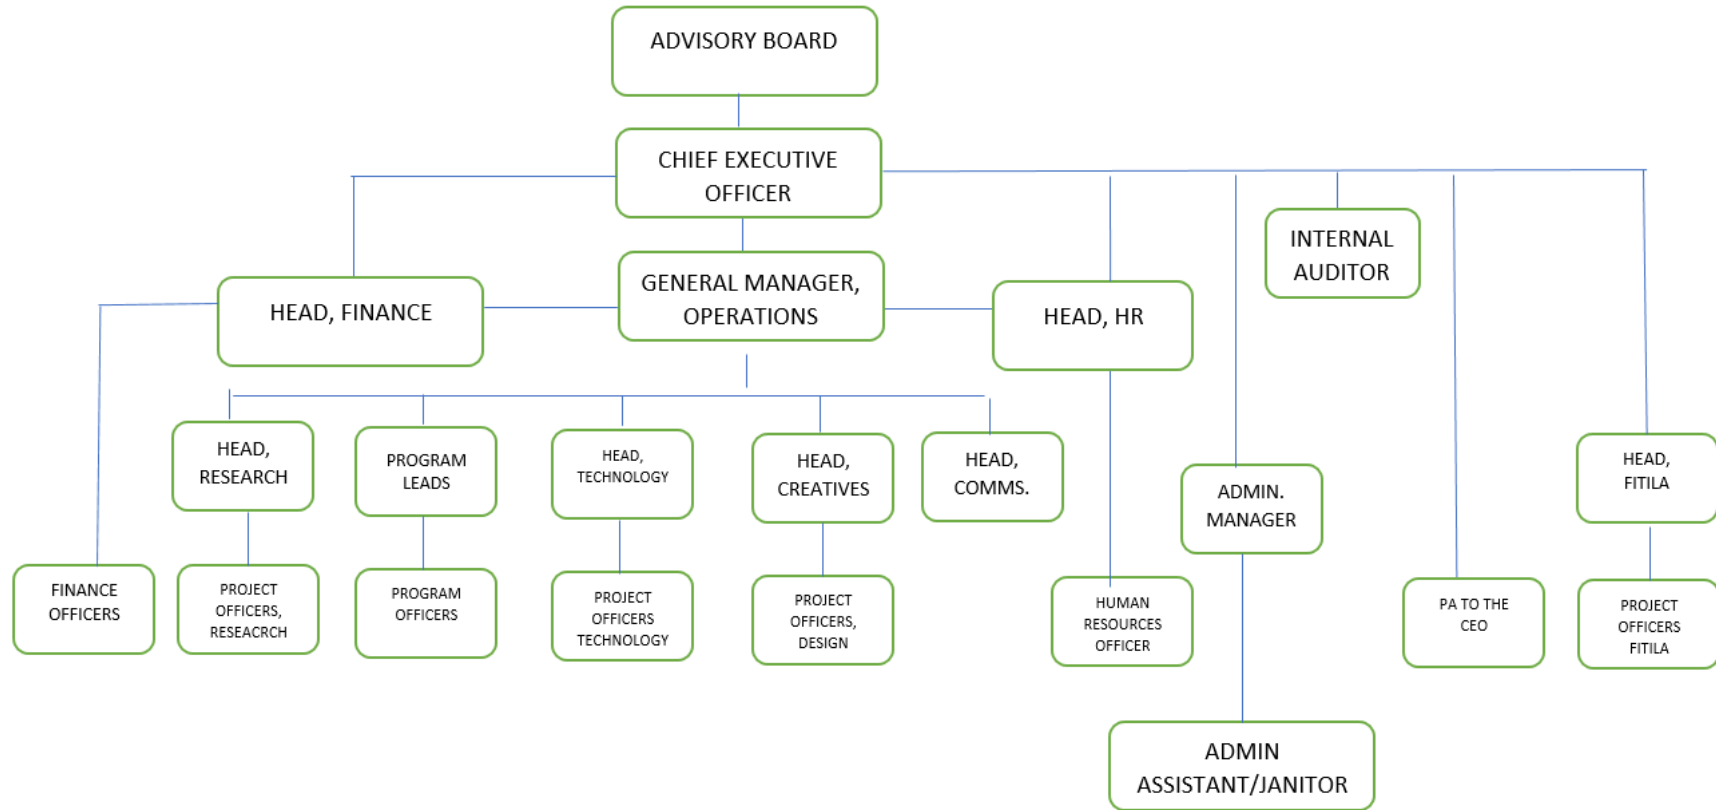 ADVISORY BOARD
CHIEF EXECUTIVE
OFFICER
INTERNAL
AUDITOR
GENERAL MANAGER,
OPERATIONS
HEAD, FINANCE
HEAD, HR
HEAD,
RESEARCH
PROGRAM
LEADS
HEAD,
TECHNOLOGY
HEAD,
CREATIVES
HEAD,
COMMS.
ADMIN.
MANAGER
HEAD,
FITILA
FINANCE
OFFICERS
PROJECT
OFFICERS,
RESEACRCH
PROGRAM
OFFICERS
PROJECT
OFFICERS
TECHNOLOGY
PROJECT
OFFICERS,
DESIGN
HUMAN
RESOURCES
OFFICER
PA TO THE
CEO
PROJECT
OFFICERS
FITILA
ADMIN
ASSISTANT/JANITOR